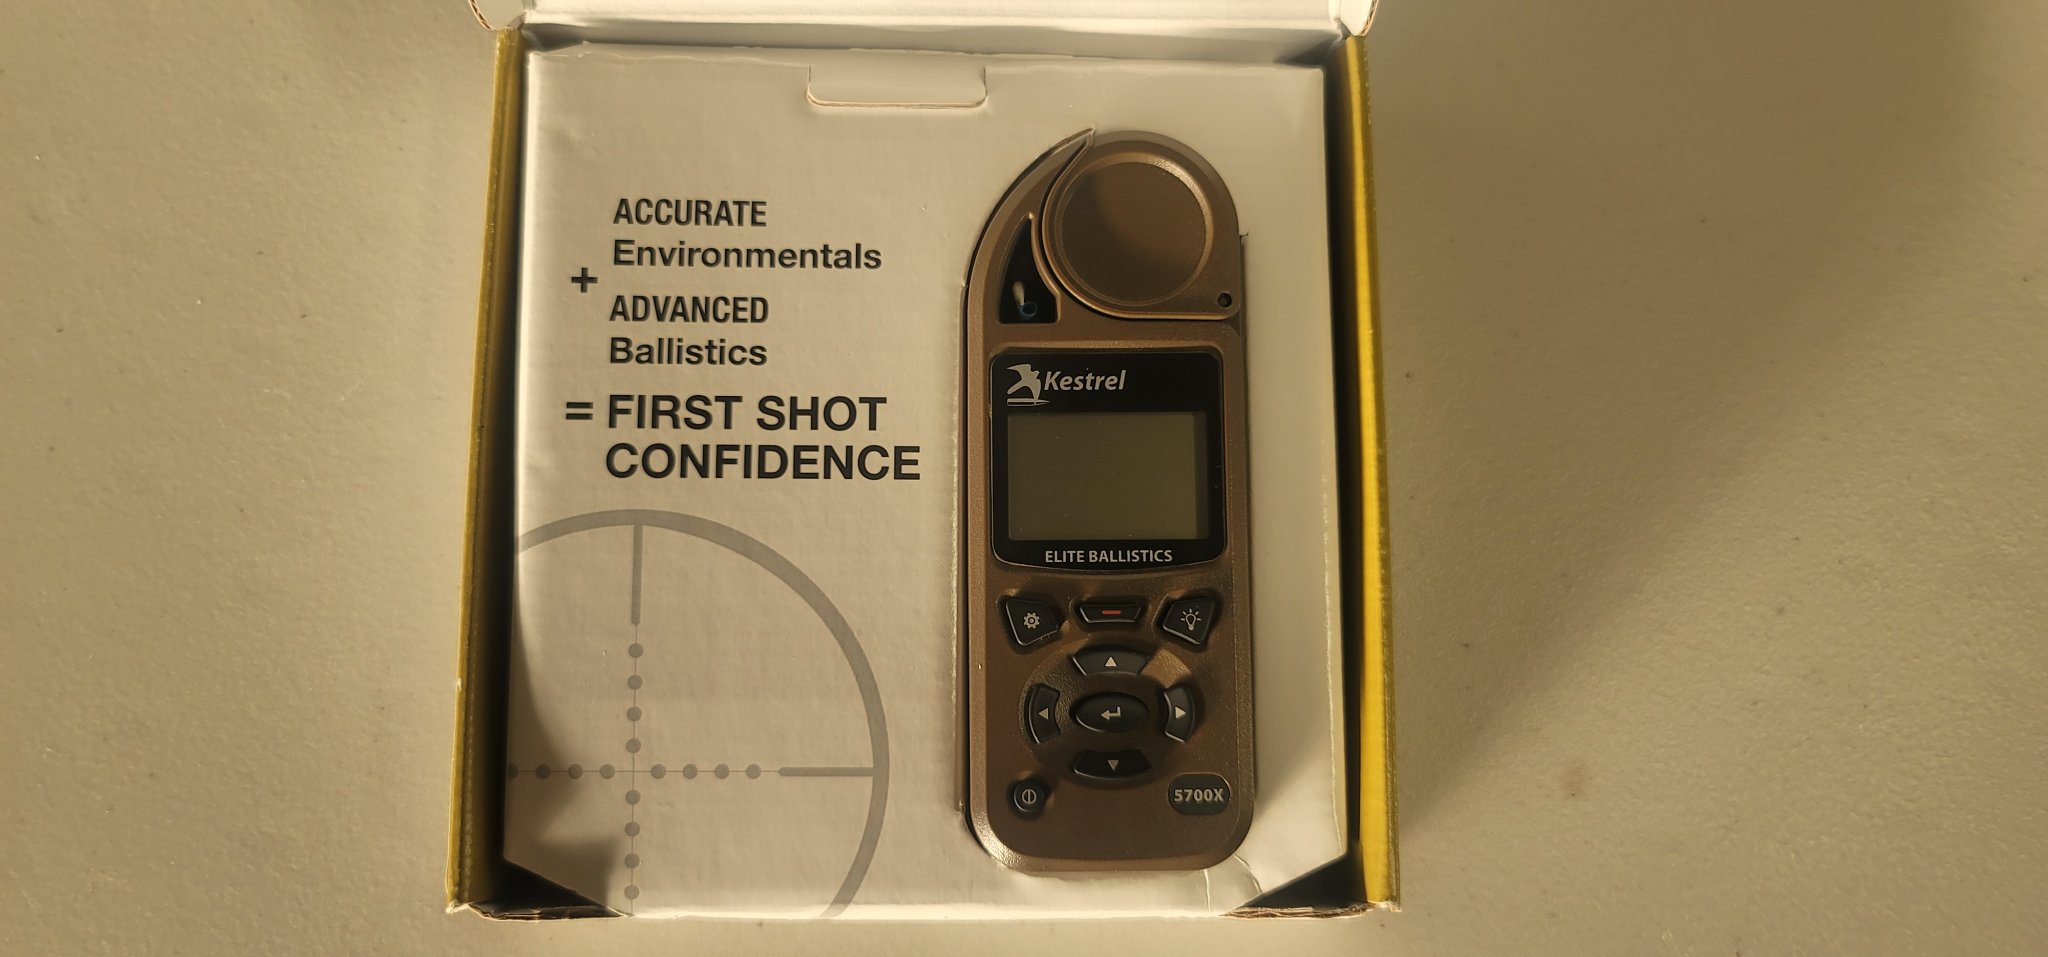 ACCURATE
Environmentals
+
ADVANCED
Ballistics
= FIRST SHOT
CONFIDENCE
Kestrel
ELITE BALLISTICS
5700X